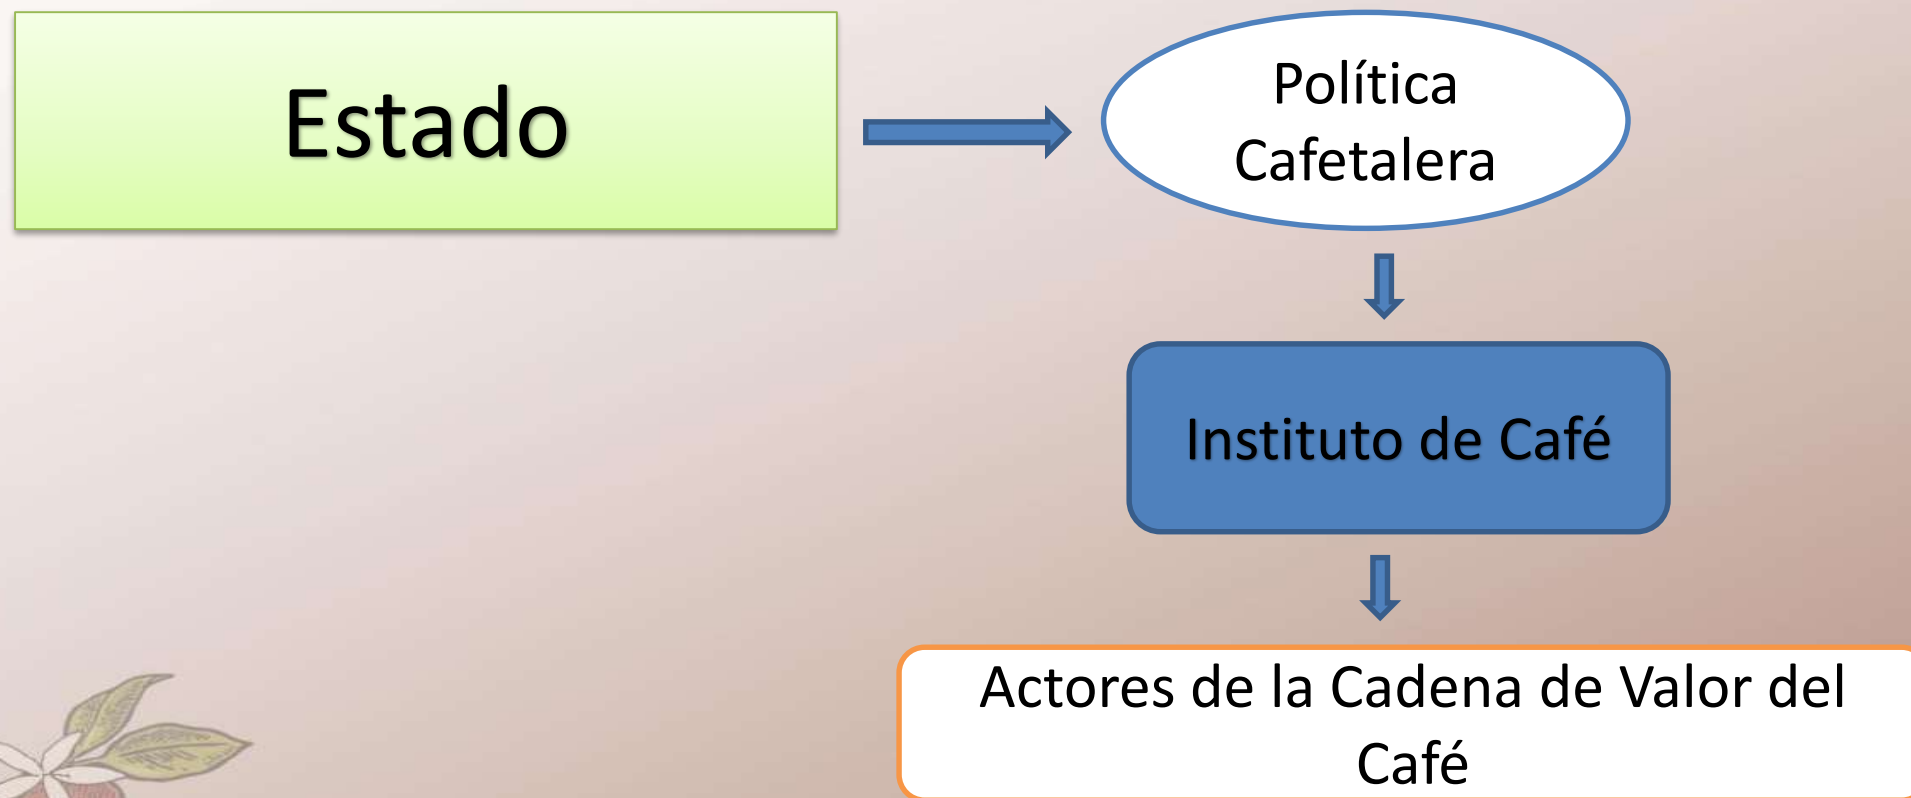 Estado
Política
Cafetalera
Instituto de Café
Actores de la Cadena de Valor del
Café